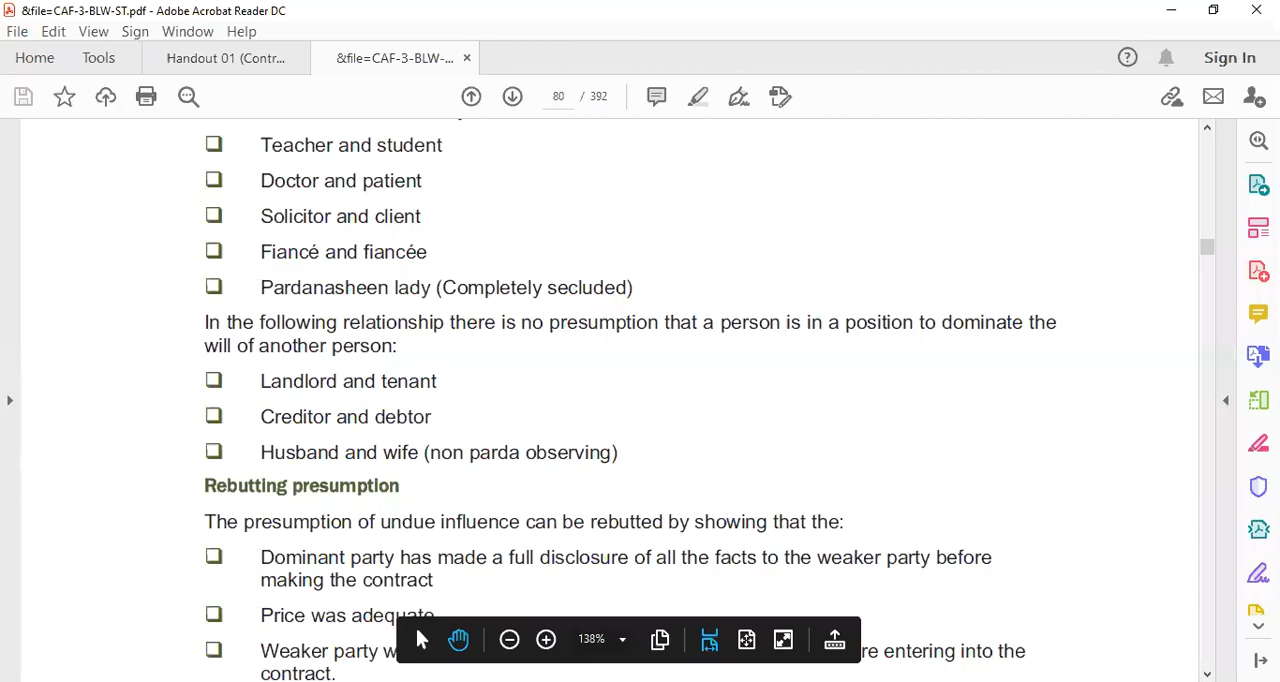 &file=CAF-3-BLW-ST.pdf - Adobe Acrobat Reader DC
File Edit View Sign Window Help
Home Tools Handout 01 (Contr... &file=CAF-3-BLW-... × Sign In
80 / 392
Teacher and student
Doctor and patient
Solicitor and client
Fiancé and fiancée
Pardanasheen lady (Completely secluded)
In the following relationship there is no presumption that a person is in a position to dominate the
will of another person:
Landlord and tenant
Creditor and debtor
Husband and wife (non parda observing)
Rebutting presumption
The presumption of undue influence can be rebutted by showing that the:
Dominant party has made a full disclosure of all the facts to the weaker party before
making the contract
Price was adequate
138%
Weaker party re entering into the
contract.